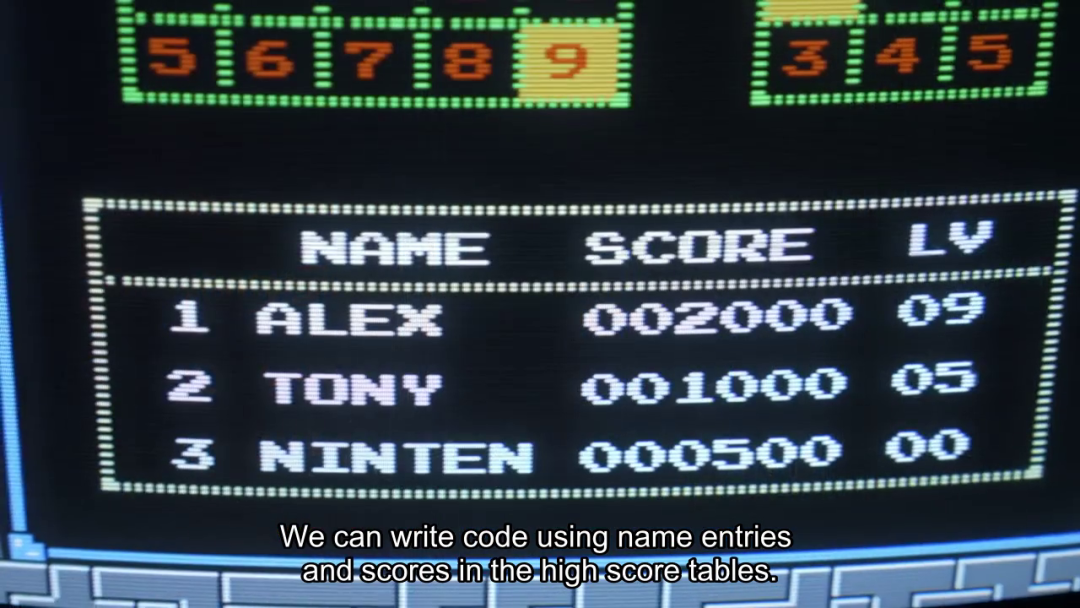 5 6 7 8 9 3 4 5
NAME SCORE LV
1 ALEX 002000 09
2 TONY 001000 05
3 NINTEN 000500 00
We can write code using name entries
and scores in the high score tables.